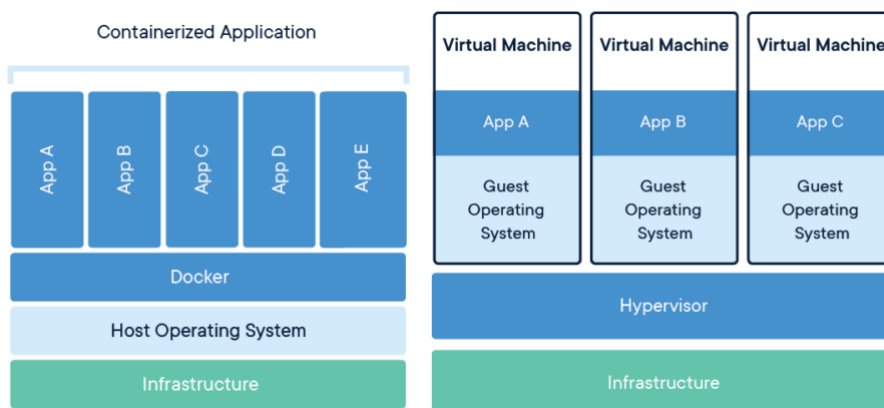 Containerized Application
App A
App B
App C
App D
App E
Docker
Host Operating System
Infrastructure
Virtual Machine
App A
Guest
Operating
System
Virtual Machine
App B
Guest
Operating
System
Virtual Machine
App C
Guest
Operating
System
Hypervisor
Infrastructure